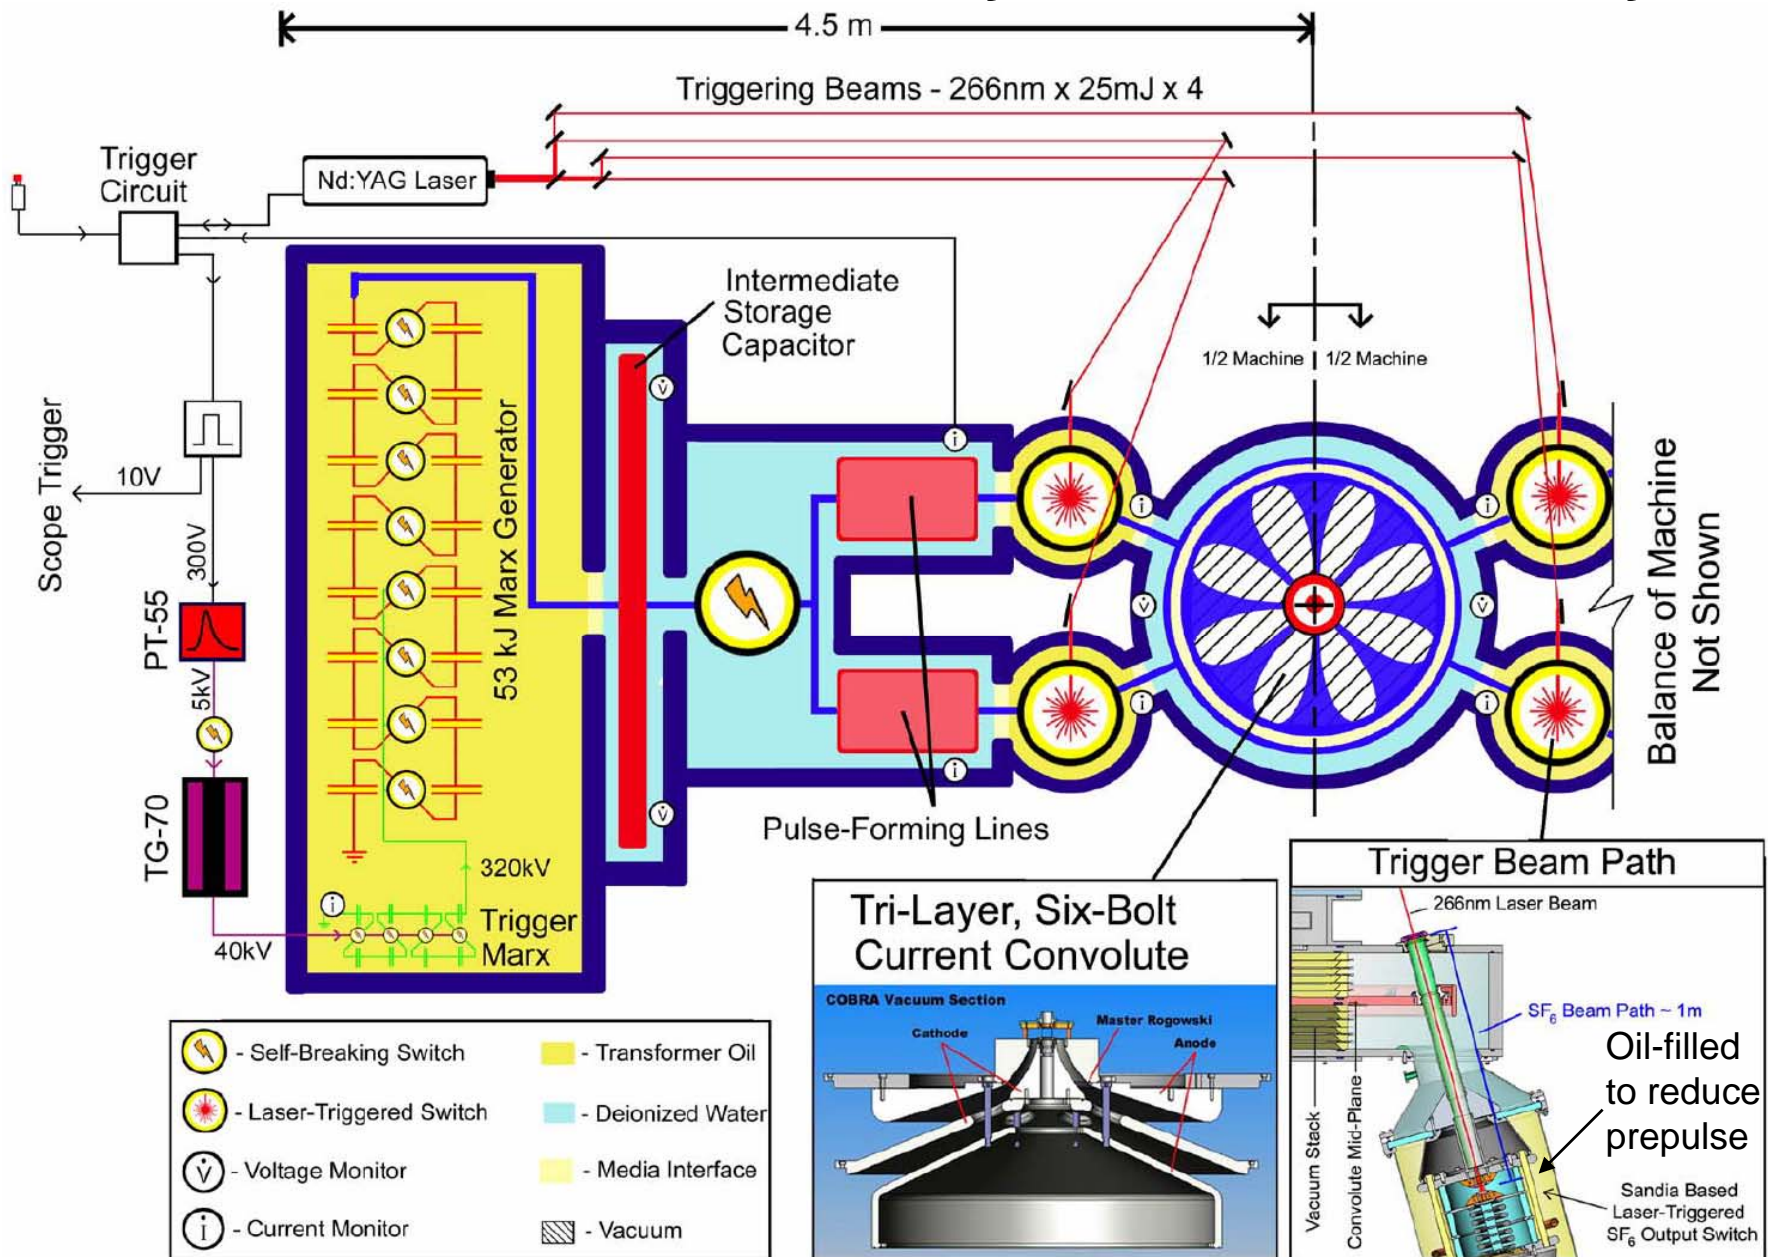 4.5 m
Triggering Beams - 266nm x 25mJ x 4
Trigger
Circuit
Nd:YAG Laser
Intermediate
Storage
Capacitor
1/2 Machine
1/2 Machine
Scope Trigger
10V
300V
PT-55
5kV
TG-70
40kV
53 kJ Marx Generator
320kV
Trigger
Marx
Pulse-Forming Lines
Balance of Machine
Not Shown
v̇
v̇
v̇
v̇
i
i
i
i
i
i
i
Tri-Layer, Six-Bolt
Current Convolute
COBRA Vacuum Section
Cathode
Master Rogowski
Anode
Trigger Beam Path
266nm Laser Beam
SF6 Beam Path ~ 1m
Oil-filled
to reduce
prepulse
Vacuum Stack
Convolute Mid-Plane
Sandia Based
Laser-Triggered
SF6 Output Switch
- Self-Breaking Switch
- Transformer Oil
- Laser-Triggered Switch
- Deionized Water
v̇ - Voltage Monitor
- Media Interface
i - Current Monitor
- Vacuum